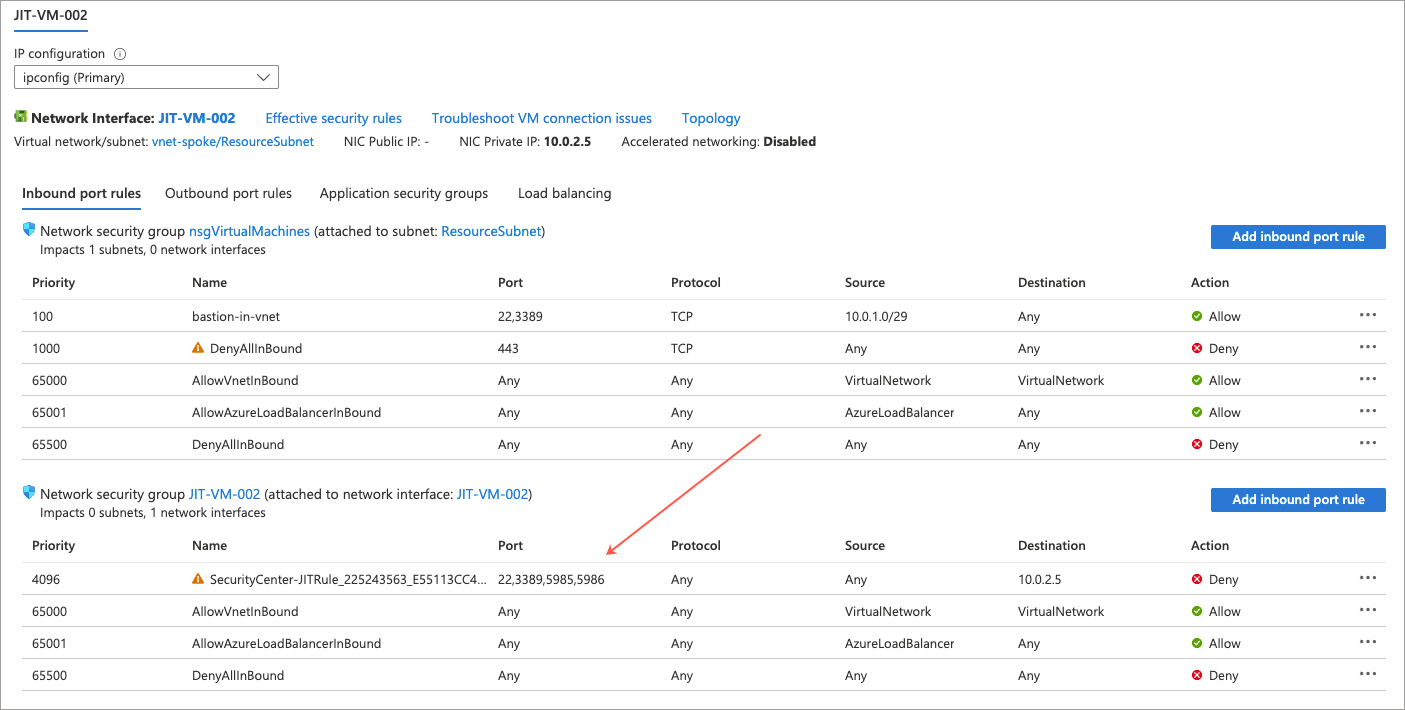 JIT-VM-002
IP configuration
ipconfig (Primary)
Network Interface: JIT-VM-002 Effective security rules Troubleshoot VM connection issues Topology
Virtual network/subnet: vnet-spoke/ResourceSubnet NIC Public IP: - NIC Private IP: 10.0.2.5 Accelerated networking: Disabled
Inbound port rules Outbound port rules Application security groups Load balancing
Network security group nsgVirtualMachines (attached to subnet: ResourceSubnet)
Impacts 1 subnets, 0 network interfaces
Add inbound port rule
Priority Name Port Protocol Source Destination Action
100 bastion-in-vnet 22,3389 TCP 10.0.1.0/29 Any Allow
1000 DenyAllInBound 443 TCP Any Any Deny
65000 AllowVnetInBound Any Any VirtualNetwork VirtualNetwork Allow
65001 AllowAzureLoadBalancerInBound Any Any AzureLoadBalancer Any Allow
65500 DenyAllInBound Any Any Any Any Deny
Network security group JIT-VM-002 (attached to network interface: JIT-VM-002)
Impacts 0 subnets, 1 network interfaces
Add inbound port rule
Priority Name Port Protocol Source Destination Action
4096 SecurityCenter-JITRule_225243563_E55113CC4... 22,3389,5985,5986 Any Any 10.0.2.5 Deny
65000 AllowVnetInBound Any Any VirtualNetwork VirtualNetwork Allow
65001 AllowAzureLoadBalancerInBound Any Any AzureLoadBalancer Any Allow
65500 DenyAllInBound Any Any Any Any Deny